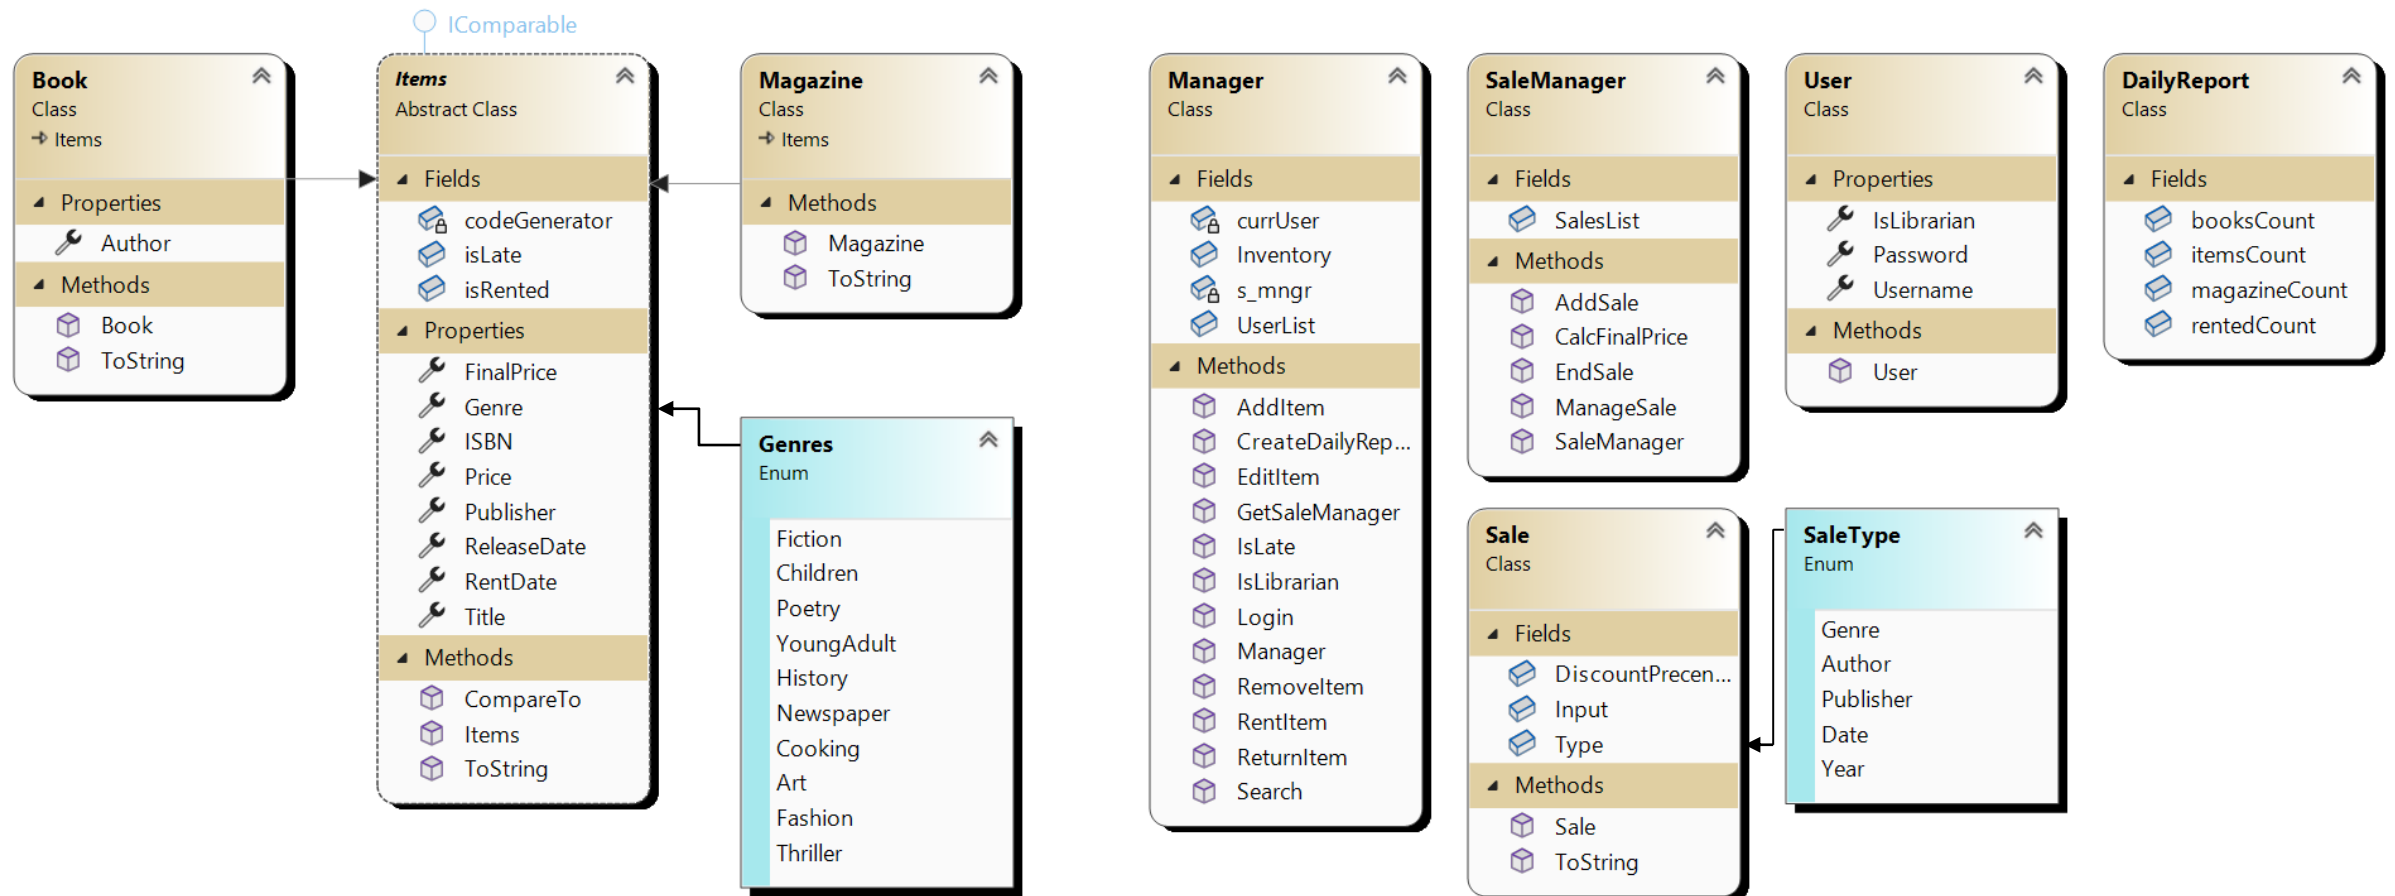 IComparable
Book
Class
Items
Properties
Author
Methods
Book
ToString
Items
Abstract Class
Fields
codeGenerator
isLate
isRented
Properties
FinalPrice
Genre
ISBN
Price
Publisher
ReleaseDate
RentDate
Title
Methods
CompareTo
Items
ToString
Magazine
Class
Items
Methods
Magazine
ToString
Genres
Enum
Fiction
Children
Poetry
YoungAdult
History
Newspaper
Cooking
Art
Fashion
Thriller
Manager
Class
Fields
currUser
Inventory
s_mngr
UserList
Methods
AddItem
CreateDailyRep...
EditItem
GetSaleManager
IsLate
IsLibrarian
Login
Manager
RemoveItem
RentItem
ReturnItem
Search
SaleManager
Class
Fields
SalesList
Methods
AddSale
CalcFinalPrice
EndSale
ManageSale
SaleManager
Sale
Class
Fields
DiscountPrecen...
Input
Type
Methods
Sale
ToString
User
Class
Properties
IsLibrarian
Password
Username
Methods
User
SaleType
Enum
Genre
Author
Publisher
Date
Year
DailyReport
Class
Fields
booksCount
itemsCount
magazineCount
rentedCount